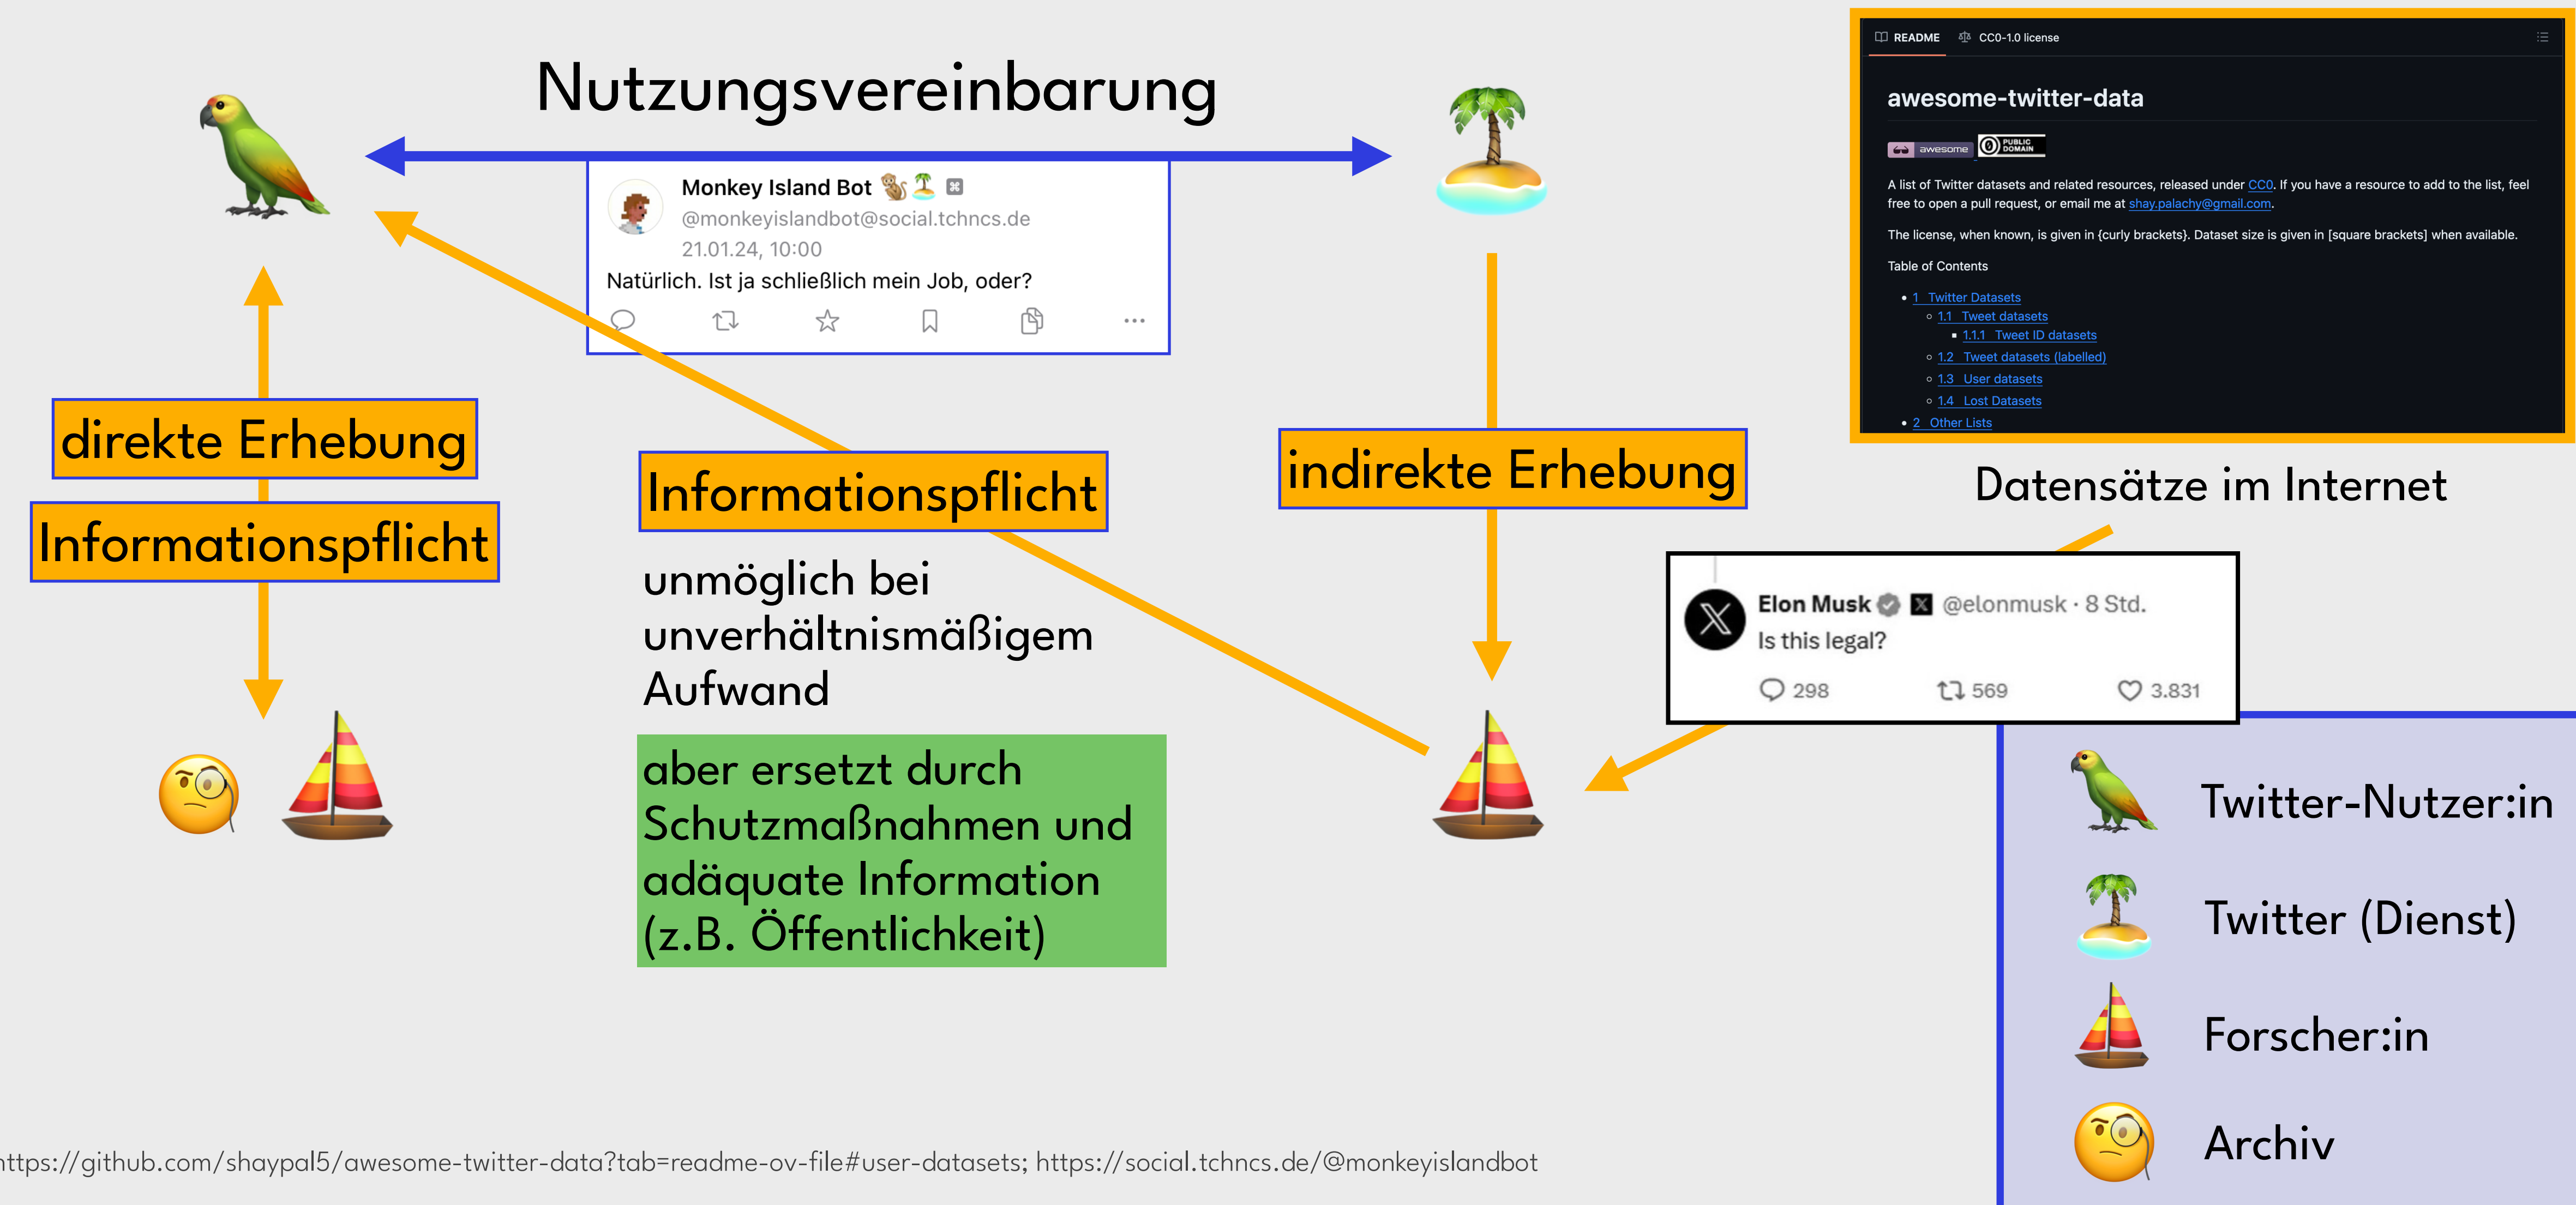 Nutzungsvereinbarung
Monkey Island Bot
@monkeyislandbot@social.tchncs.de
21.01.24, 10:00
Natürlich. Ist ja schließlich mein Job, oder?
direkte Erhebung
Informationspflicht
Informationspflicht
unmöglich bei
unverhältnismäßigem
Aufwand
aber ersetzt durch
Schutzmaßnahmen und
adäquate Information
(z.B. Öffentlichkeit)
indirekte Erhebung
README CC0-1.0 license
awesome-twitter-data
awesome PUBLIC DOMAIN
A list of Twitter datasets and related resources, released under CC0. If you have a resource to add to the list, feel
free to open a pull request, or email me at shay.palachy@gmail.com.
The license, when known, is given in {curly brackets}. Dataset size is given in [square brackets] when available.
Table of Contents
• 1 Twitter Datasets
1.1 Tweet datasets
1.1.1 Tweet ID datasets
1.2 Tweet datasets (labelled)
1.3 User datasets
1.4 Lost Datasets
• 2 Other Lists
Datensätze im Internet
Elon Musk @elonmusk · 8 Std.
Is this legal?
298 569 3.831
Twitter-Nutzer:in
Twitter (Dienst)
Forscher:in
Archiv
https://github.com/shaypal5/awesome-twitter-data?tab=readme-ov-file#user-datasets; https://social.tchncs.de/@monkeyislandbot